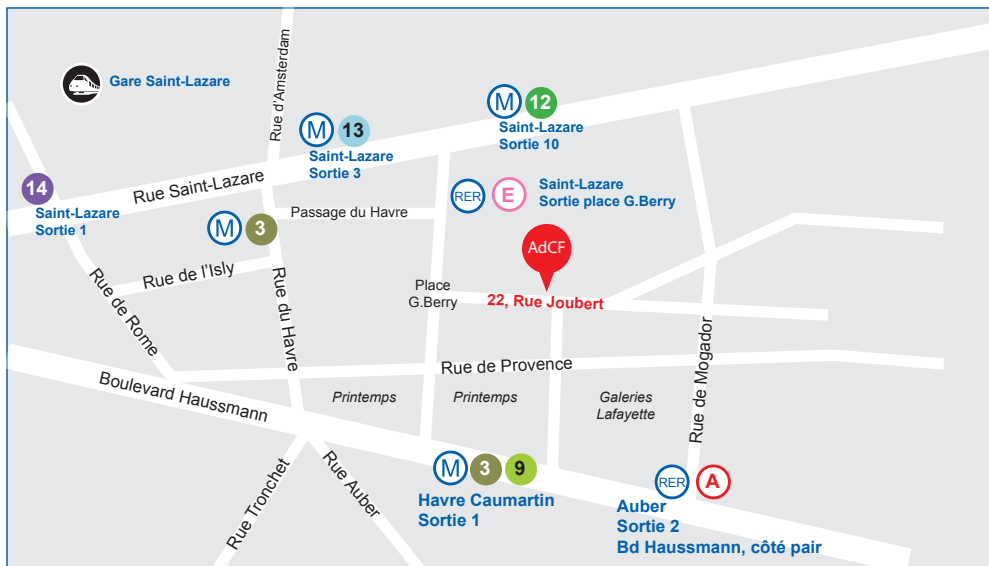 Gare Saint-Lazare
Rue d'Amsterdam
M 13
Saint-Lazare
Sortie 3
M 12
Saint-Lazare
Sortie 10
14
Saint-Lazare
Sortie 1
Rue Saint-Lazare
RER E
Saint-Lazare
Sortie place G.Berry
Passage du Havre
M 3
Rue de l'Isly
AdCF
22, Rue Joubert
Place
G.Berry
Rue de Rome
Rue du Havre
Rue de Provence
Rue de Mogador
Boulevard Haussmann
Printemps
Printemps
Galeries
Lafayette
Rue Tronchet
Rue Auber
M 3 9
Havre Caumartin
Sortie 1
RER A
Auber
Sortie 2
Bd Haussmann, côté pair